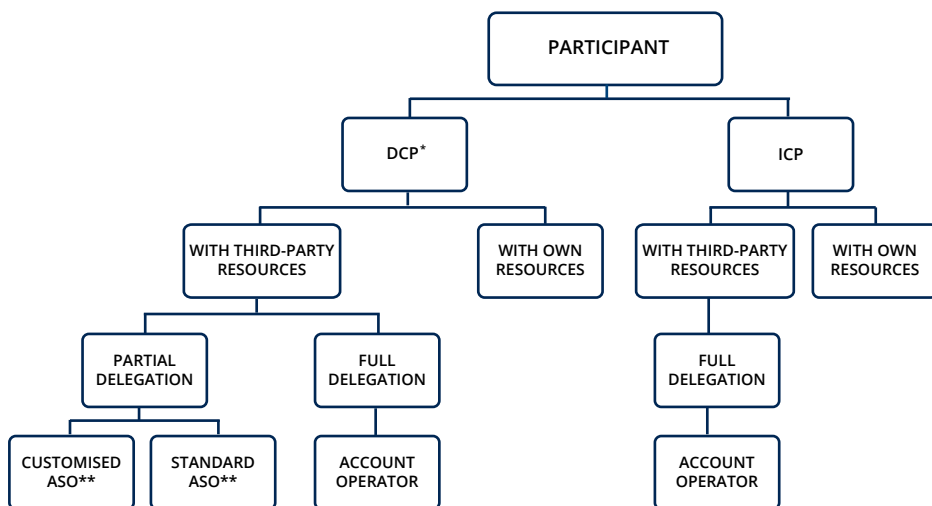 PARTICIPANT
DCP*
ICP
WITH THIRD-PARTY
RESOURCES
WITH OWN
RESOURCES
WITH THIRD-PARTY
RESOURCES
WITH OWN
RESOURCES
PARTIAL
DELEGATION
FULL
DELEGATION
FULL
DELEGATION
CUSTOMISED
ASO**
STANDARD
ASO**
ACCOUNT
OPERATOR
ACCOUNT
OPERATOR